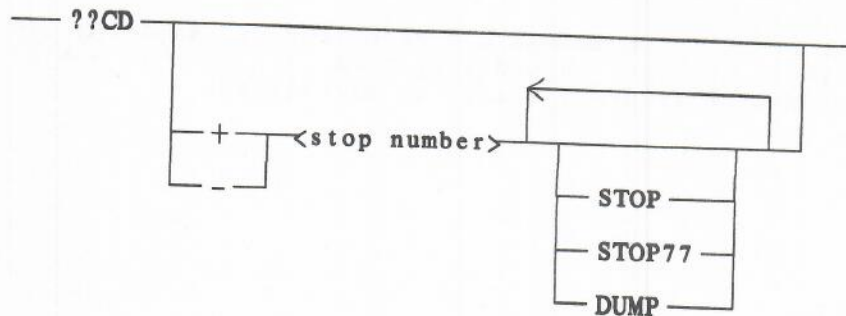 ??CD
+ <stop number>
-
STOP
STOP77
DUMP